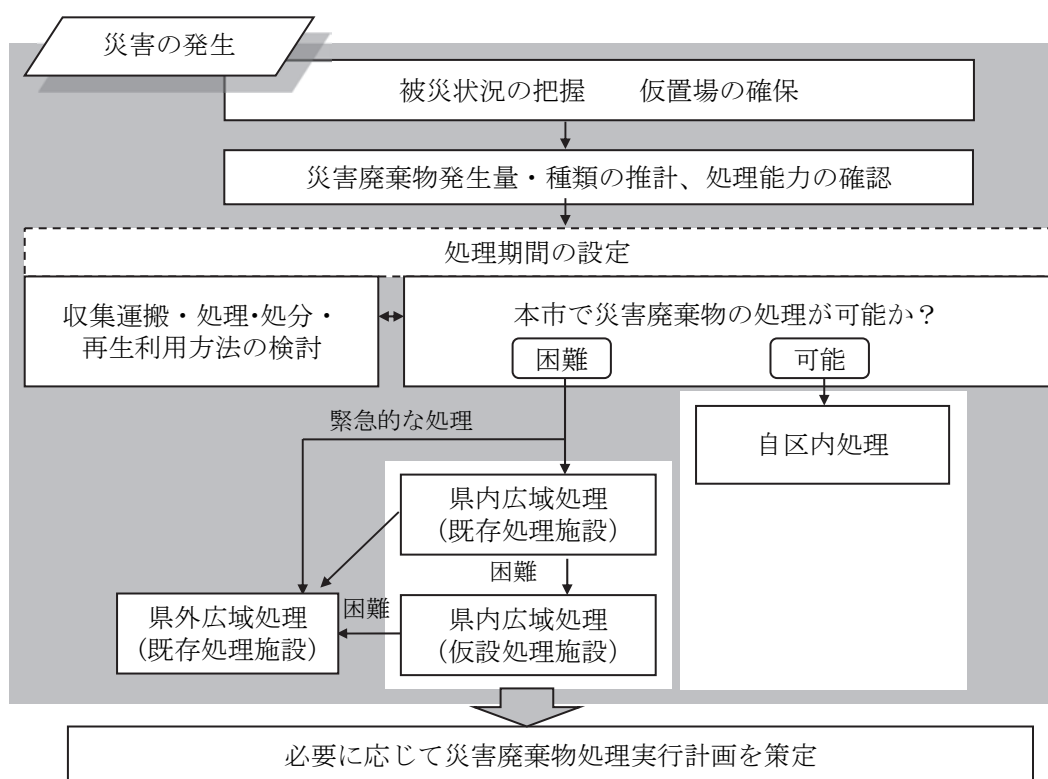 災害の発生
被災状況の把握　　仮置場の確保
災害廃棄物発生量・種類の推計、処理能力の確認
処理期間の設定
収集運搬・処理・処分・
再生利用方法の検討
本市で災害廃棄物の処理が可能か？
困難
可能
緊急的な処理
自区内処理
県内広域処理
（既存処理施設）
困難
県外広域処理
（既存処理施設）
困難
県内広域処理
（仮設処理施設）
必要に応じて災害廃棄物処理実行計画を策定